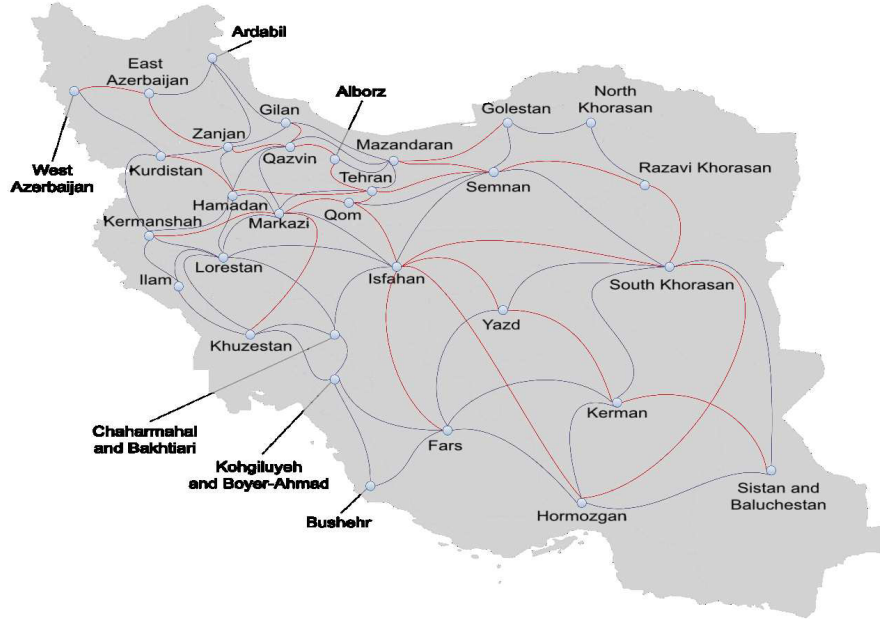 Ardabil
East
Azerbaijan
Alborz
North
Khorasan
Gilan
Golestan
Zanjan
Mazandaran
Qazvin
West
Azerbaijan
Kurdistan
Tehran
Semnan
Razavi Khorasan
Hamadan
Kermanshah
Markazi
Qom
Lorestan
Ilam
Isfahan
South Khorasan
Yazd
Khuzestan
Kerman
Chaharmahal
and Bakhtiari
Fars
Kohgiluyeh
and Boyer-Ahmad
Sistan and
Baluchestan
Bushehr
Hormozgan